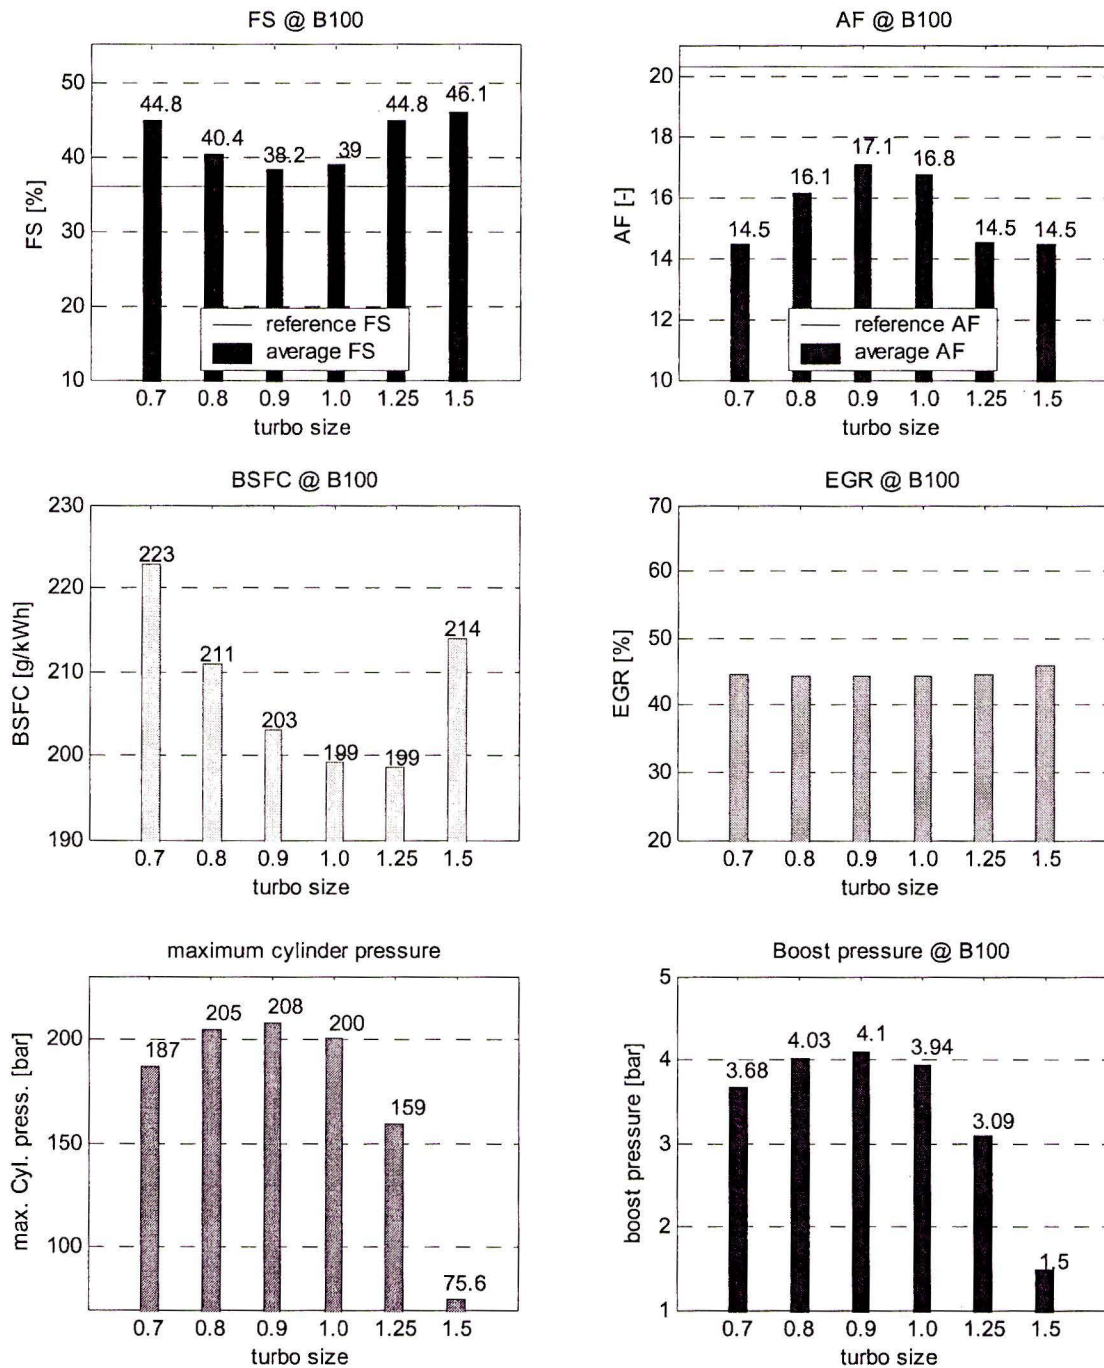 FS @ B100
FS [%]
50
40
30
20
10
44.8
40.4
38.2
39
44.8
46.1
reference FS
average FS
0.7 0.8 0.9 1.0 1.25 1.5
turbo size
AF @ B100
AF [-]
20
18
16
14
12
10
14.5
16.1
17.1
16.8
14.5
14.5
reference AF
average AF
0.7 0.8 0.9 1.0 1.25 1.5
turbo size
BSFC @ B100
BSFC [g/kWh]
230
220
210
200
190
223
211
203
199
199
214
0.7 0.8 0.9 1.0 1.25 1.5
turbo size
EGR @ B100
EGR [%]
70
60
50
40
30
20
0.7 0.8 0.9 1.0 1.25 1.5
turbo size
maximum cylinder pressure
max. Cyl. press. [bar]
200
150
100
187
205
208
200
159
75.6
0.7 0.8 0.9 1.0 1.25 1.5
turbo size
Boost pressure @ B100
boost pressure [bar]
5
4
3
2
1
3.68
4.03
4.1
3.94
3.09
1.5
0.7 0.8 0.9 1.0 1.25 1.5
turbo size